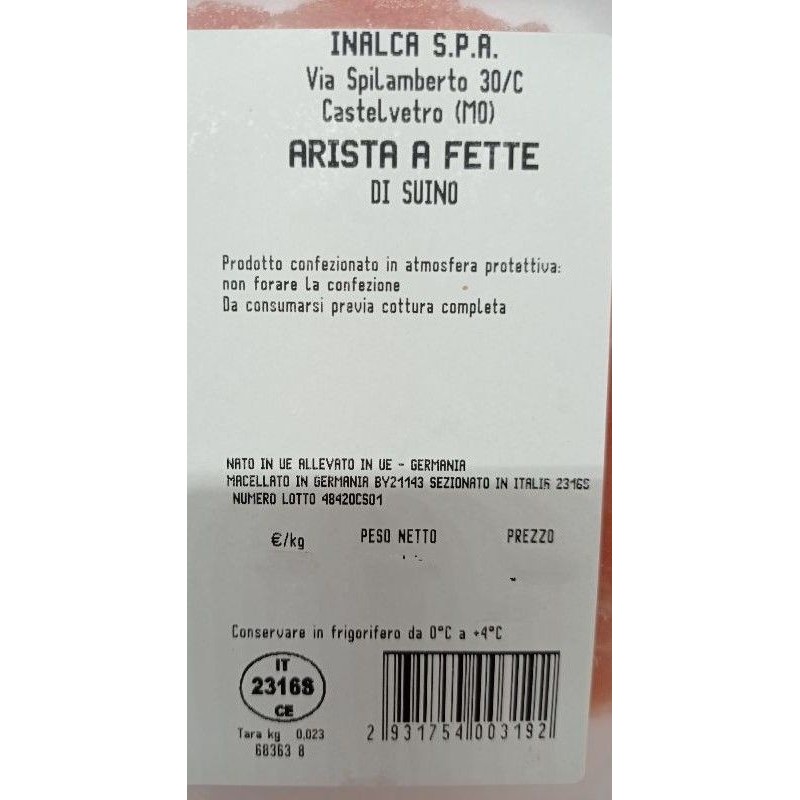 INALCA S.P.A.
Via Spilamberto 30/C
Castelvetro (MO)
ARISTA A FETTE
DI SUINO
Prodotto confezionato in atmosfera protettiva:
non forare la confezione
Da consumarsi previa cottura completa
NATO IN UE ALLEVATO IN UE - GERMANIA
MACELLATO IN GERMANIA BY21143 SEZIONATO IN ITALIA 2316S
NUMERO LOTTO 48420CS01
€/kg PESO NETTO PREZZO
Conservare in frigorifero da 0°C a +4°C
IT
2316S
CE
Tara kg 0,023
68363 8
2 931754 003192